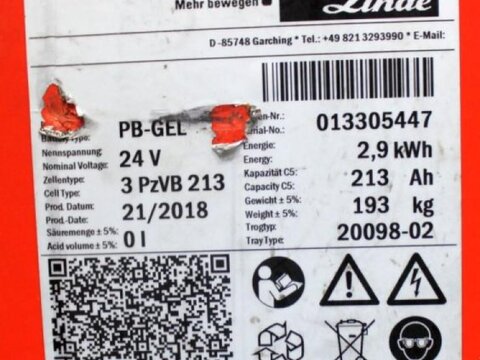 Mehr bewegen
Linde
D-85748 Garching * Tel.: +49 821 3293990 * E-Mail:
PB-GEL
Nennspannung:
Nominal Voltage:
24 V
Zellentype:
Cell Type:
3 PzVB 213
Prod. Datum:
Prod.-Date:
21/2018
Säuremenge ± 5%:
Acid volume ± 5%:
0 l
013305447
Energie:
Energy:
2,9 kWh
Kapazität C5:
Capacity C5:
213 Ah
Gewicht ± 5%:
Weight ± 5%:
193 kg
Trogtyp:
Tray Type:
20098-02